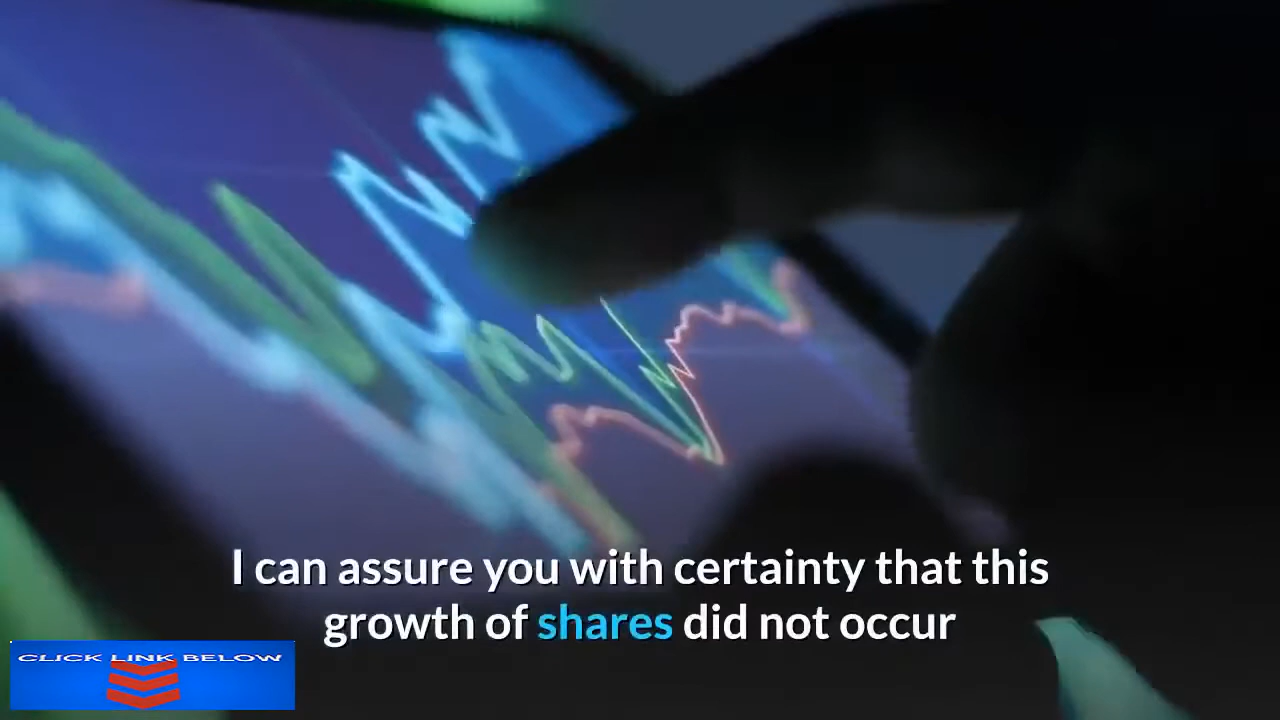 I can assure you with certainty that this
growth of shares did not occur
CLICK LINK BELOW